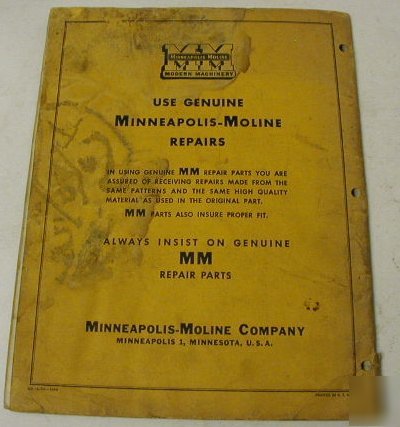 MINNEAPOLIS-MOLINE
MM
MODERN MACHINERY
USE GENUINE
MINNEAPOLIS-MOLINE
REPAIRS
IN USING GENUINE MM REPAIR PARTS YOU ARE
ASSURED OF RECEIVING REPAIRS MADE FROM THE
SAME PATTERNS AND THE SAME HIGH QUALITY
MATERIAL AS USED IN THE ORIGINAL PART.
MM PARTS ALSO INSURE PROPER FIT.
ALWAYS INSIST ON GENUINE
MM
REPAIR PARTS
MINNEAPOLIS-MOLINE COMPANY
MINNEAPOLIS 1, MINNESOTA, U.S.A.
PRINTED IN U. S.